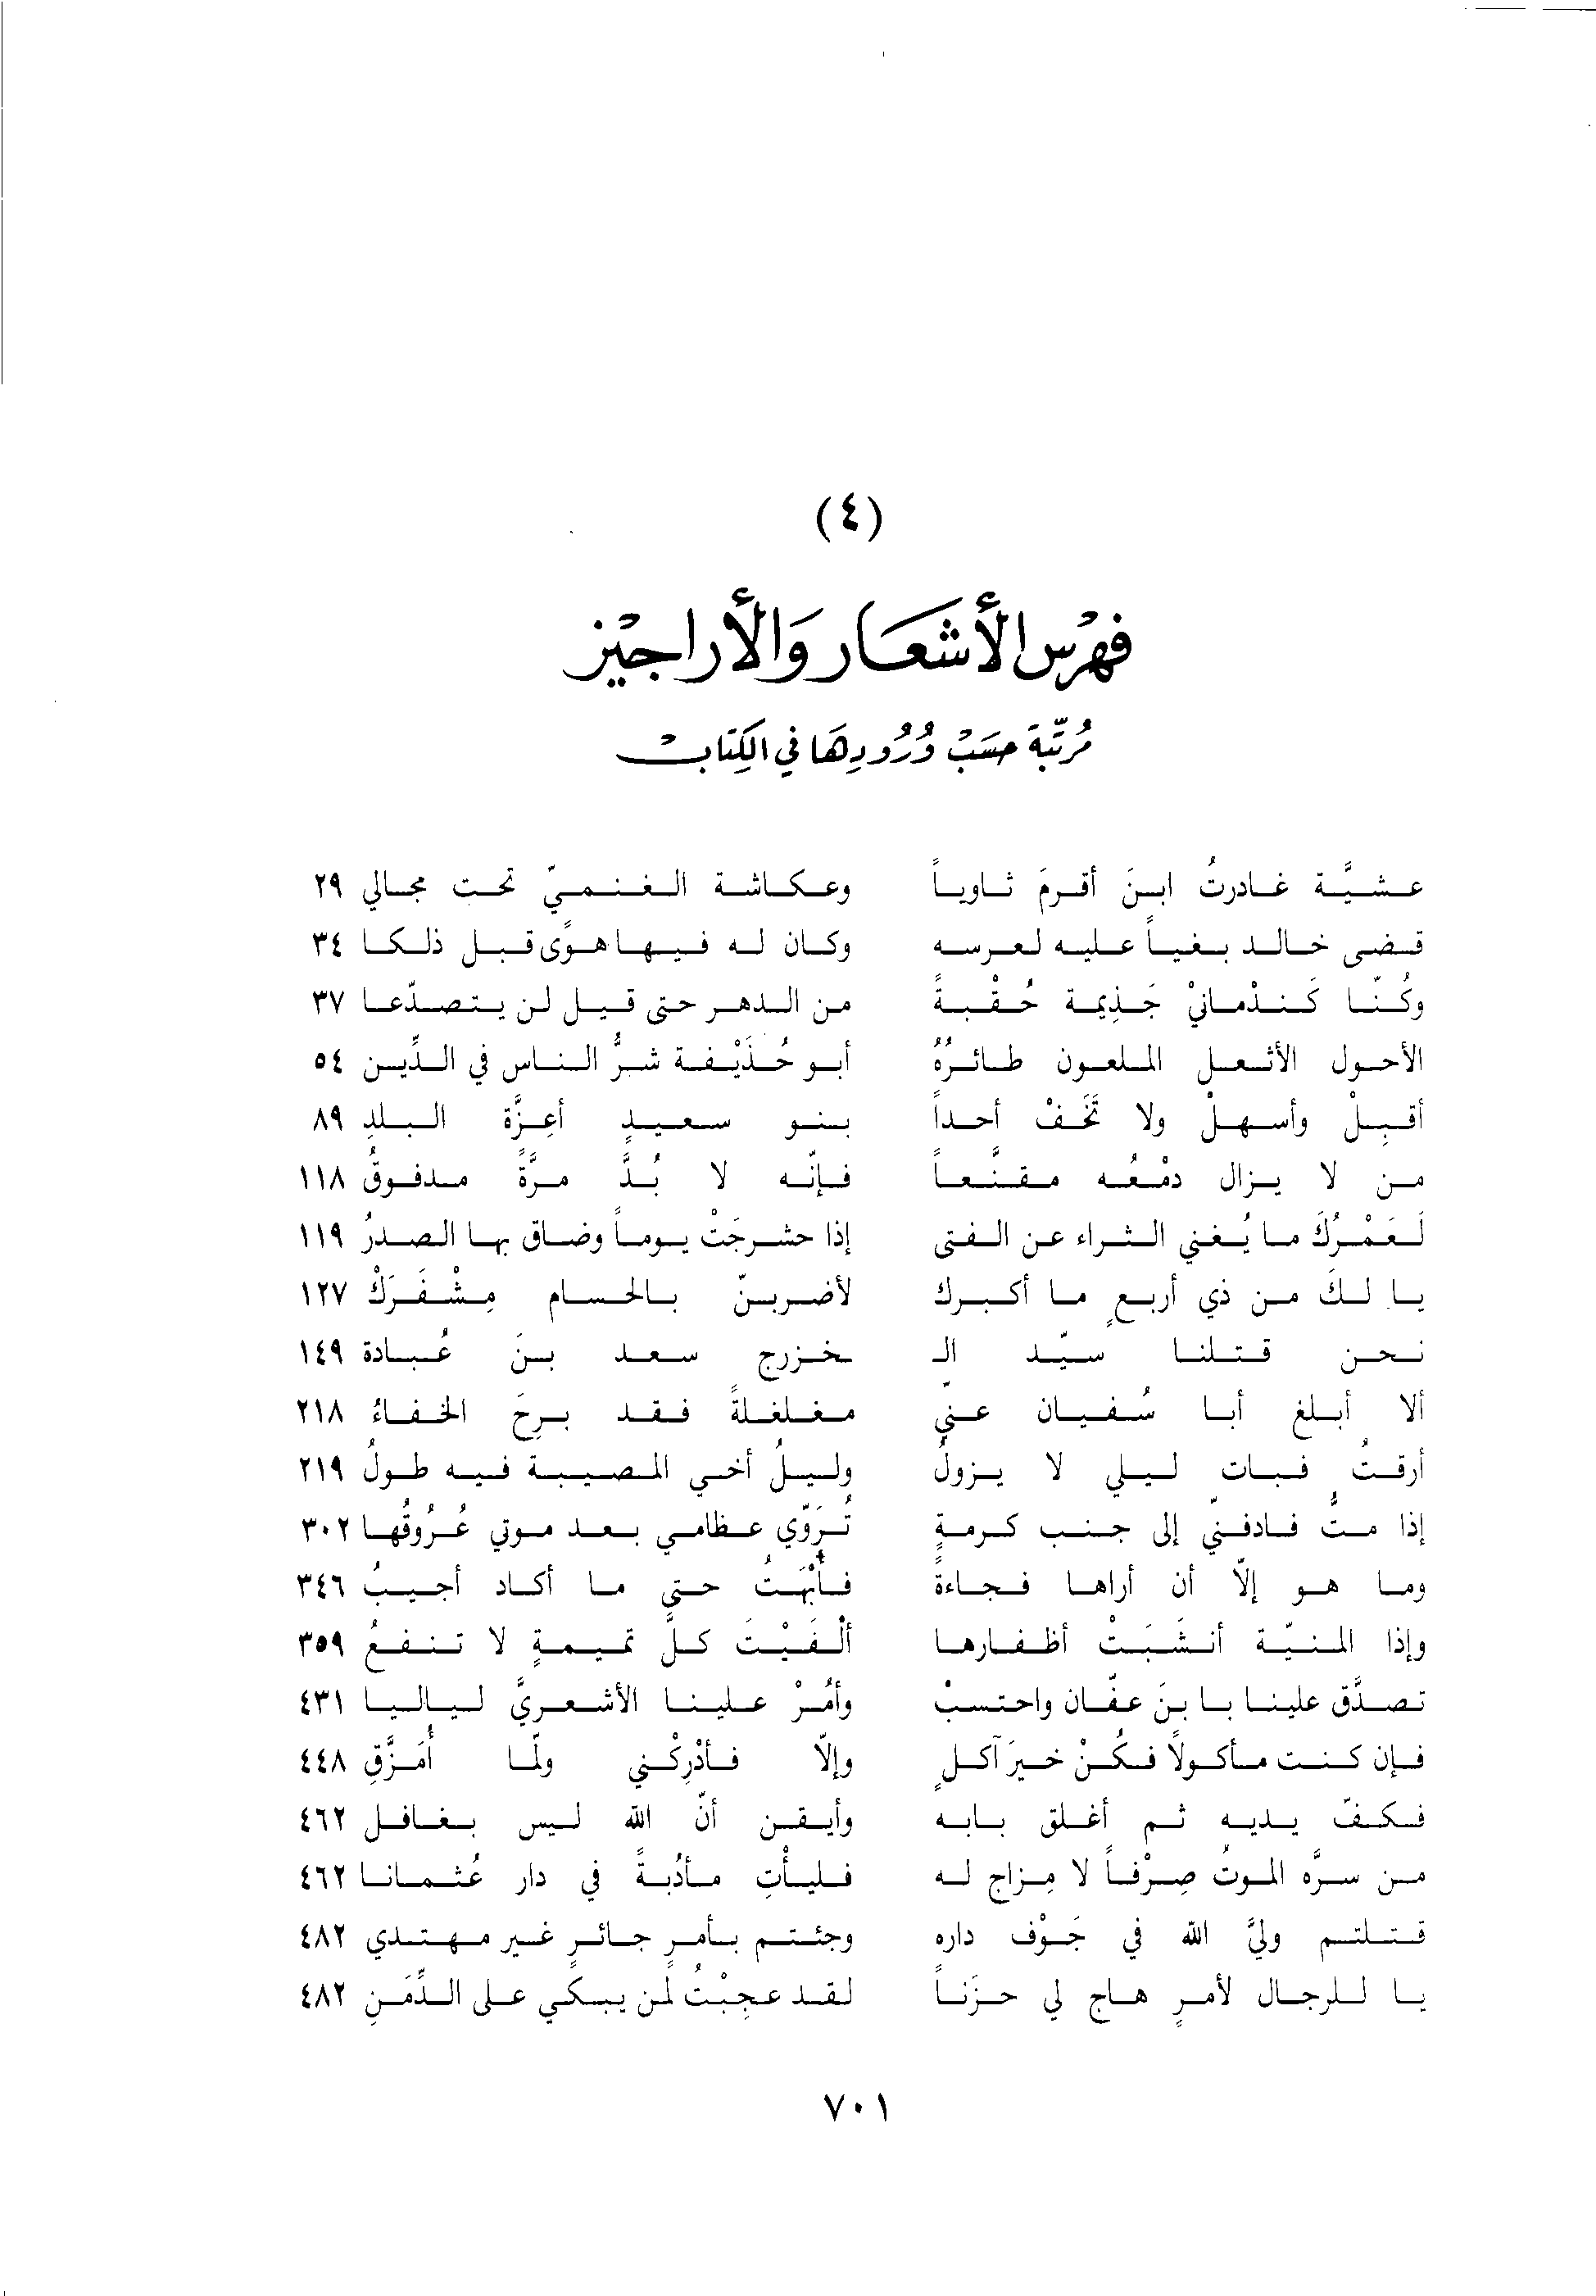 (٤)
فهرس الأشعار والأراجيز
مرتبة حسب ورودها في الكتاب
عشيَّة غادرتُ ابنَ أقرمَ ثاوياً وعكاشة الغنميّ تحت مجالي ٢٩
قضى خالد بغياً عليه لعرسه وكان له فيها هوًى قبل ذلكا ٣٤
وكُنّا كَندْمانيْ جَذيمة حُقْبةً من الدهر حتى قيل لن يتصدّعا ٣٧
الأحول الأثعل الملعون طائرُهُ أبو حُذَيْفة شرُّ الناس في الدِّين ٥٤
أقبِلْ وأسهلْ ولا تَخَفْ أحداً بنو سعيدٍ أعِزَّة البلدِ ٨٩
من لا يزال دمْعُه مقنَّعاً فإنّه لا بُدَّ مرَّةً مدفوقُ ١١٨
لَعَمْرُكَ ما يُغني الثراء عن الفتى إذا حشرجَتْ يوماً وضاق بها الصدرُ ١١٩
يا لكَ من ذي أربعٍ ما أكبرك لأضربنّ بالحسام مِشْفَرَكْ ١٢٧
نحن قتلنا سيّد الـ ـخزرج سعد بنَ عُبادة ١٤٩
ألا أبلغ أبا سُفيان عنّي مغلغلةً فقد برِحَ الخفاءُ ٢١٨
أرقتُ فبات ليلي لا يزولُ وليلُ أخي المصيبة فيه طولُ ٢١٩
إذا متُّ فادفنّي إلى جنب كرمةٍ تُرَوّي عظامي بعد موتي عُرُوقُها ٣٠٢
وما هو إلاّ أن أراها فجاءةً فأُبْهَتُ حتى ما أكاد أجيبُ ٣٤٦
وإذا المنيّة أنشَبَتْ أظفارها ألْفَيْتَ كلَّ تميمةٍ لا تنفعُ ٣٥٩
تصدَّق علينا يا بنَ عفّان واحتسبْ وأمُرْ علينا الأشعريَّ لياليا ٤٣١
فإن كنت مأكولاً فكُنْ خيرَ آكلٍ وإلاّ فأدْرِكْني ولمّا أُمَزَّقِ ٤٤٨
فكفّ يديه ثم أغلق بابه وأيقن أنّ الله ليس بغافل ٤٦٢
من سرَّه الموتُ صِرْفاً لا مِزاج له فليأتِ مأدُبةً في دار عُثمانا ٤٦٢
قتلتم وليَّ الله في جَوْف داره وجئتم بأمرٍ جائرٍ غير مهتدي ٤٨٢
يا للرجال لأمرٍ هاج لي حزَناً لقد عجِبْتُ لمن يبكي على الدِّمَنِ ٤٨٢
٧٠١